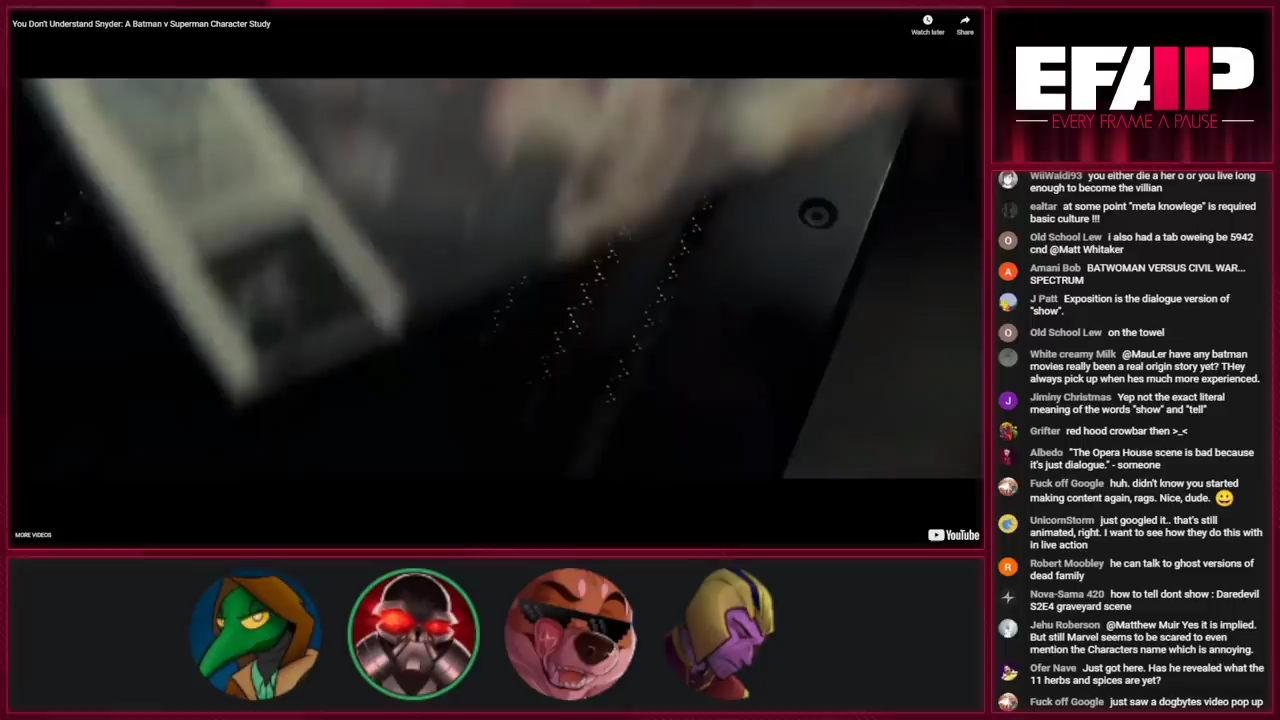 You Don't Understand Snyder: A Batman v Superman Character Study
Watch later
Share
MORE VIDEOS
YouTube
EFAP
EVERY FRAME A PAUSE
WiiWaldi93 you either die a her o or you live long
enough to become the villian
ealtar at some point "meta knowlege" is required
basic culture !!!
O
Old School Lew i also had a tab oweing be 5942
cnd @Matt Whitaker
A
Amani Bob BATWOMAN VERSUS CIVIL WAR...
SPECTRUM
J Patt Exposition is the dialogue version of
"show".
O
Old School Lew on the towel
White creamy Milk @MauLer have any batman
movies really been a real origin story yet? THey
always pick up when hes much more experienced.
J
Jiminy Christmas Yep not the exact literal
meaning of the words "show" and "tell"
Grifter red hood crowbar then >_<
Albedo "The Opera House scene is bad because
it's just dialogue." - someone
Fuck off Google huh. didn't know you started
making content again, rags. Nice, dude. 😀
UnicornStorm just googled it.. that's still
animated, right. I want to see how they do this with
in live action
R
Robert Moobley he can talk to ghost versions of
dead family
Nova-Sama 420 how to tell dont show : Daredevil
S2E4 graveyard scene
Jehu Roberson @Matthew Muir Yes it is implied.
But still Marvel seems to be scared to even
mention the Characters name which is annoying.
Ofer Nave Just got here. Has he revealed what the
11 herbs and spices are yet?
Fuck off Google just saw a dogbytes video pop up